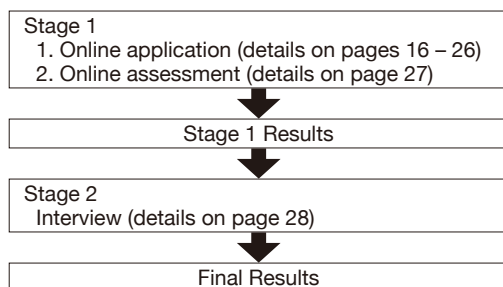 Stage 1
1. Online application (details on pages 16 – 26)
2. Online assessment (details on page 27)
Stage 1 Results
Stage 2
Interview (details on page 28)
Final Results